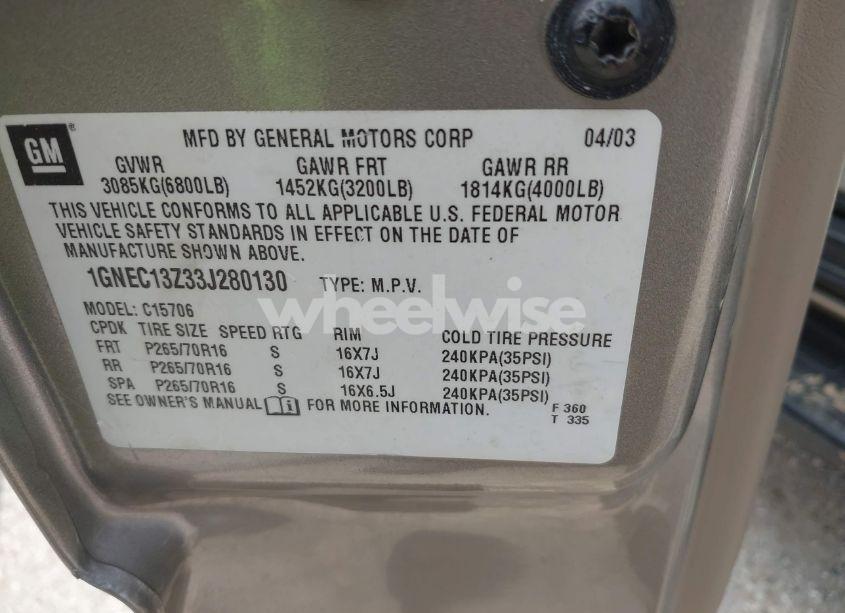 GM®
MFD BY GENERAL MOTORS CORP 04/03
GVWR GAWR FRT GAWR RR
3085KG(6800LB) 1452KG(3200LB) 1814KG(4000LB)
THIS VEHICLE CONFORMS TO ALL APPLICABLE U.S. FEDERAL MOTOR
VEHICLE SAFETY STANDARDS IN EFFECT ON THE DATE OF
MANUFACTURE SHOWN ABOVE.
1GNEC13Z33J280130 TYPE: M.P.V.
wheelwise
MODEL: C15706
CPDK TIRE SIZE SPEED RTG RIM COLD TIRE PRESSURE
FRT P265/70R16 S 16X7J 240KPA(35PSI)
RR P265/70R16 S 16X7J 240KPA(35PSI)
SPA P265/70R16 S 16X6.5J 240KPA(35PSI)
SEE OWNER'S MANUAL i FOR MORE INFORMATION.
F 360
T 335